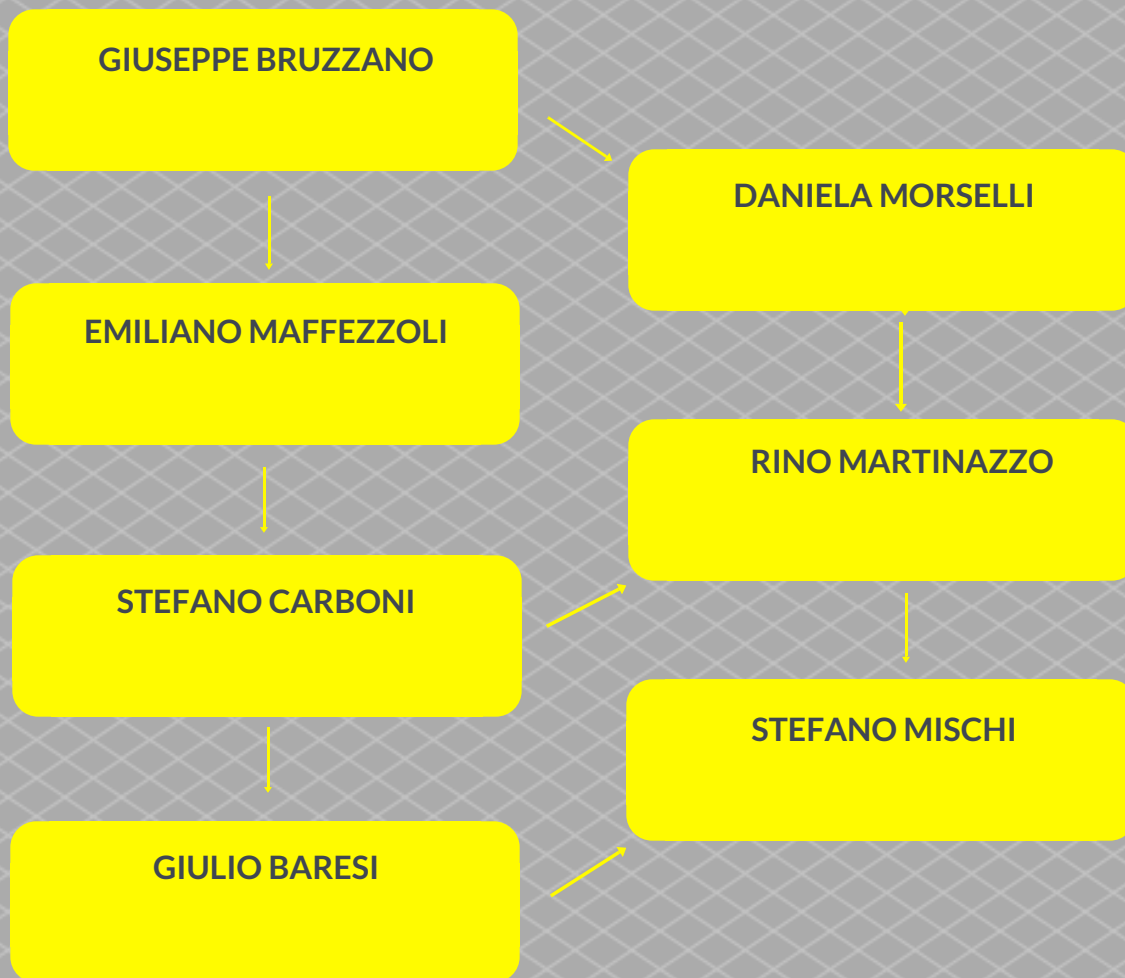 GIUSEPPE BRUZZANO
DANIELA MORSELLI
EMILIANO MAFFEZZOLI
RINO MARTINAZZO
STEFANO CARBONI
STEFANO MISCHI
GIULIO BARESI